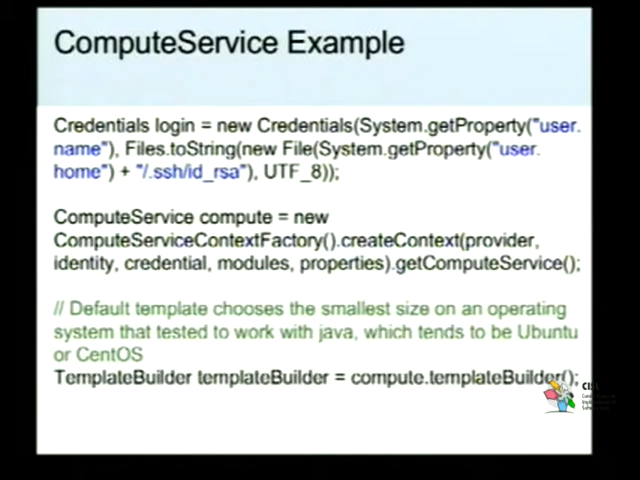 ComputeService Example
Credentials login = new Credentials(System.getProperty("user.
name"), Files.toString(new File(System.getProperty("user.
home") + "/.ssh/id_rsa"), UTF_8));
ComputeService compute = new
ComputeServiceContextFactory().createContext(provider,
identity, credential, modules, properties).getComputeService();
// Default template chooses the smallest size on an operating
system that tested to work with java, which tends to be Ubuntu
or CentOS
TemplateBuilder templateBuilder = compute.templateBuilder();